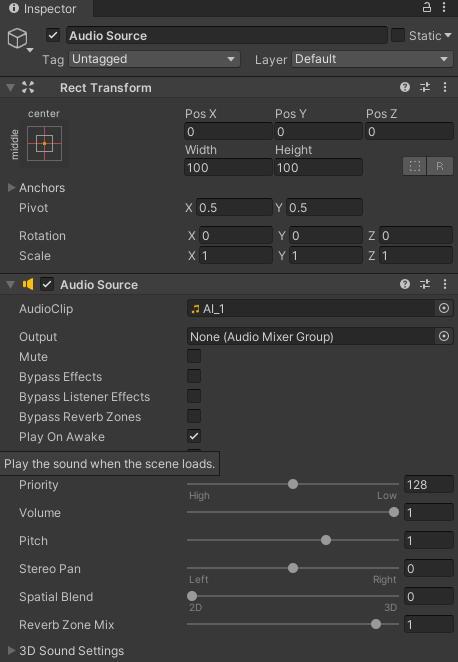 Inspector
Audio Source
Static
Tag Untagged Layer Default
Rect Transform
center
middle
Pos X Pos Y Pos Z
0 0 0
Width Height
100 100
R
Anchors
Pivot X 0.5 Y 0.5
Rotation X 0 Y 0 Z 0
Scale X 1 Y 1 Z 1
Audio Source
AudioClip AI_1
Output None (Audio Mixer Group)
Mute
Bypass Effects
Bypass Listener Effects
Bypass Reverb Zones
Play On Awake
Play the sound when the scene loads.
Priority 128
High Low
Volume 1
Pitch 1
Stereo Pan 0
Left Right
Spatial Blend 0
2D 3D
Reverb Zone Mix 1
3D Sound Settings